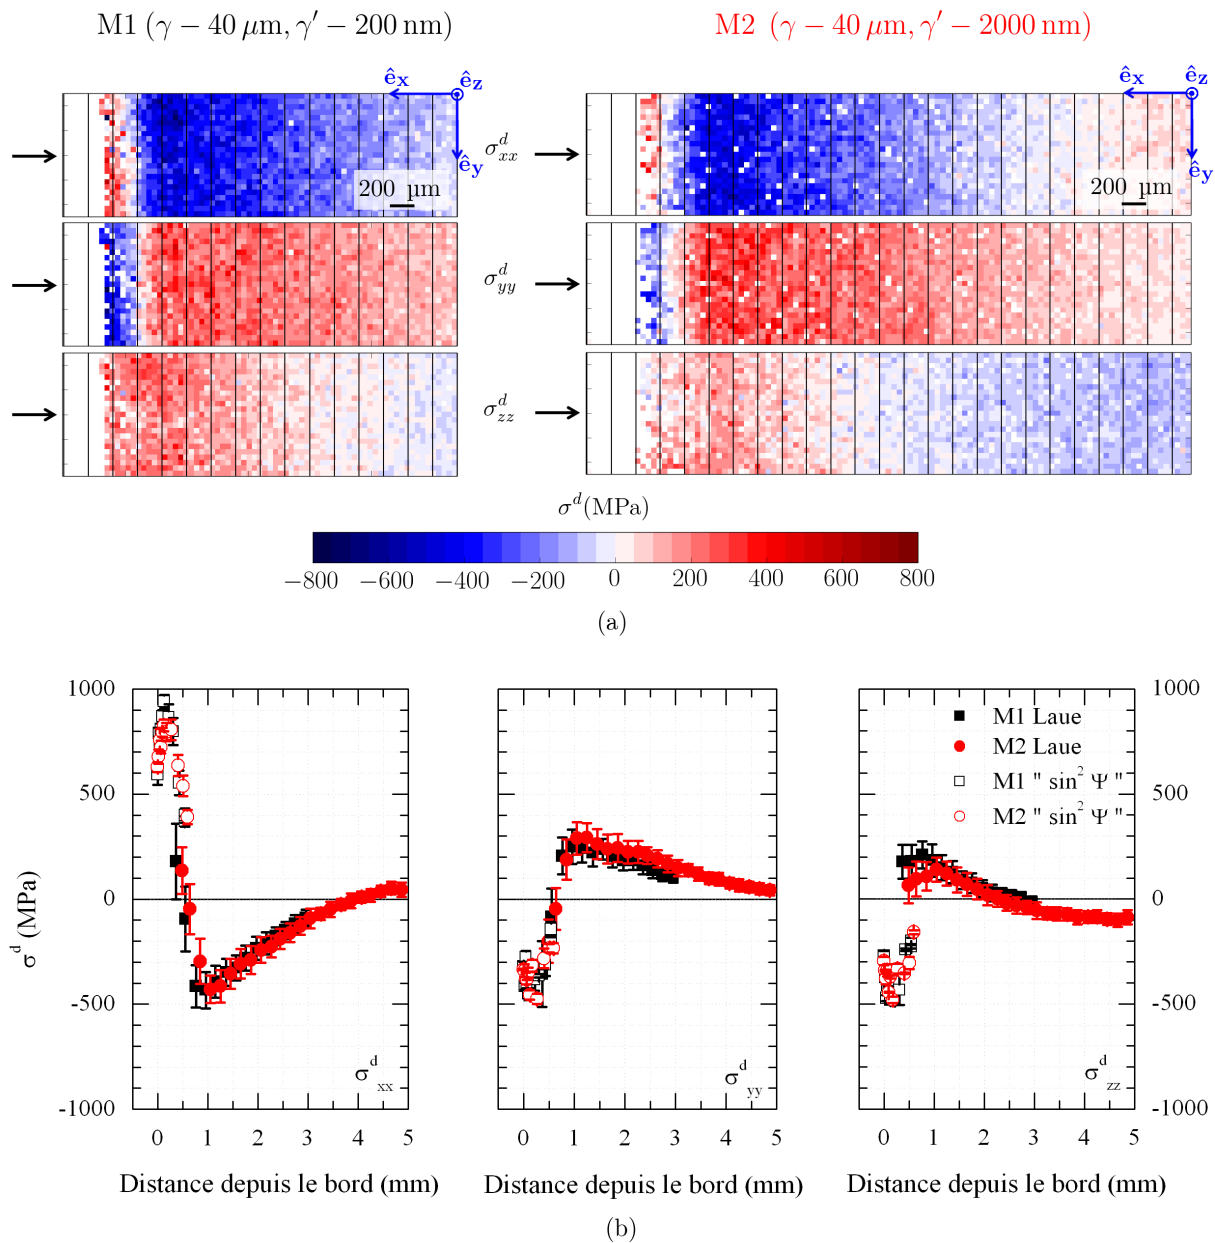 M1 (γ − 40 μm, γ′ − 200 nm)
M2 (γ − 40 μm, γ′ − 2000 nm)
êx
êz
êy
200 μm
σ^d_xx
êx
êz
êy
200 μm
σ^d_yy
σ^d_zz
σ^d(MPa)
−800 −600 −400 −200 0 200 400 600 800
(a)
1000
500
0
-500
-1000
σ^d (MPa)
σ^d_xx
0 1 2 3 4 5
Distance depuis le bord (mm)
σ^d_yy
0 1 2 3 4 5
Distance depuis le bord (mm)
M1 Laue
M2 Laue
M1 " sin² Ψ "
M2 " sin² Ψ "
σ^d_zz
1000
500
0
-500
-1000
0 1 2 3 4 5
Distance depuis le bord (mm)
(b)